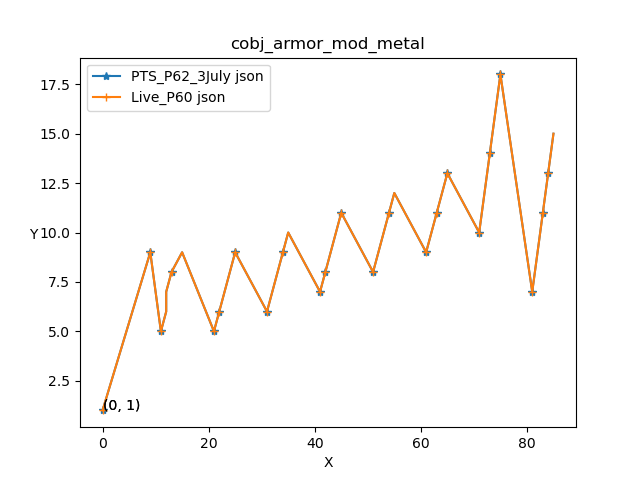 cobj_armor_mod_metal
PTS_P62_3July json
Live_P60 json
17.5
15.0
12.5
Y 10.0
7.5
5.0
2.5
(0, 1)
0 20 40 60 80
X